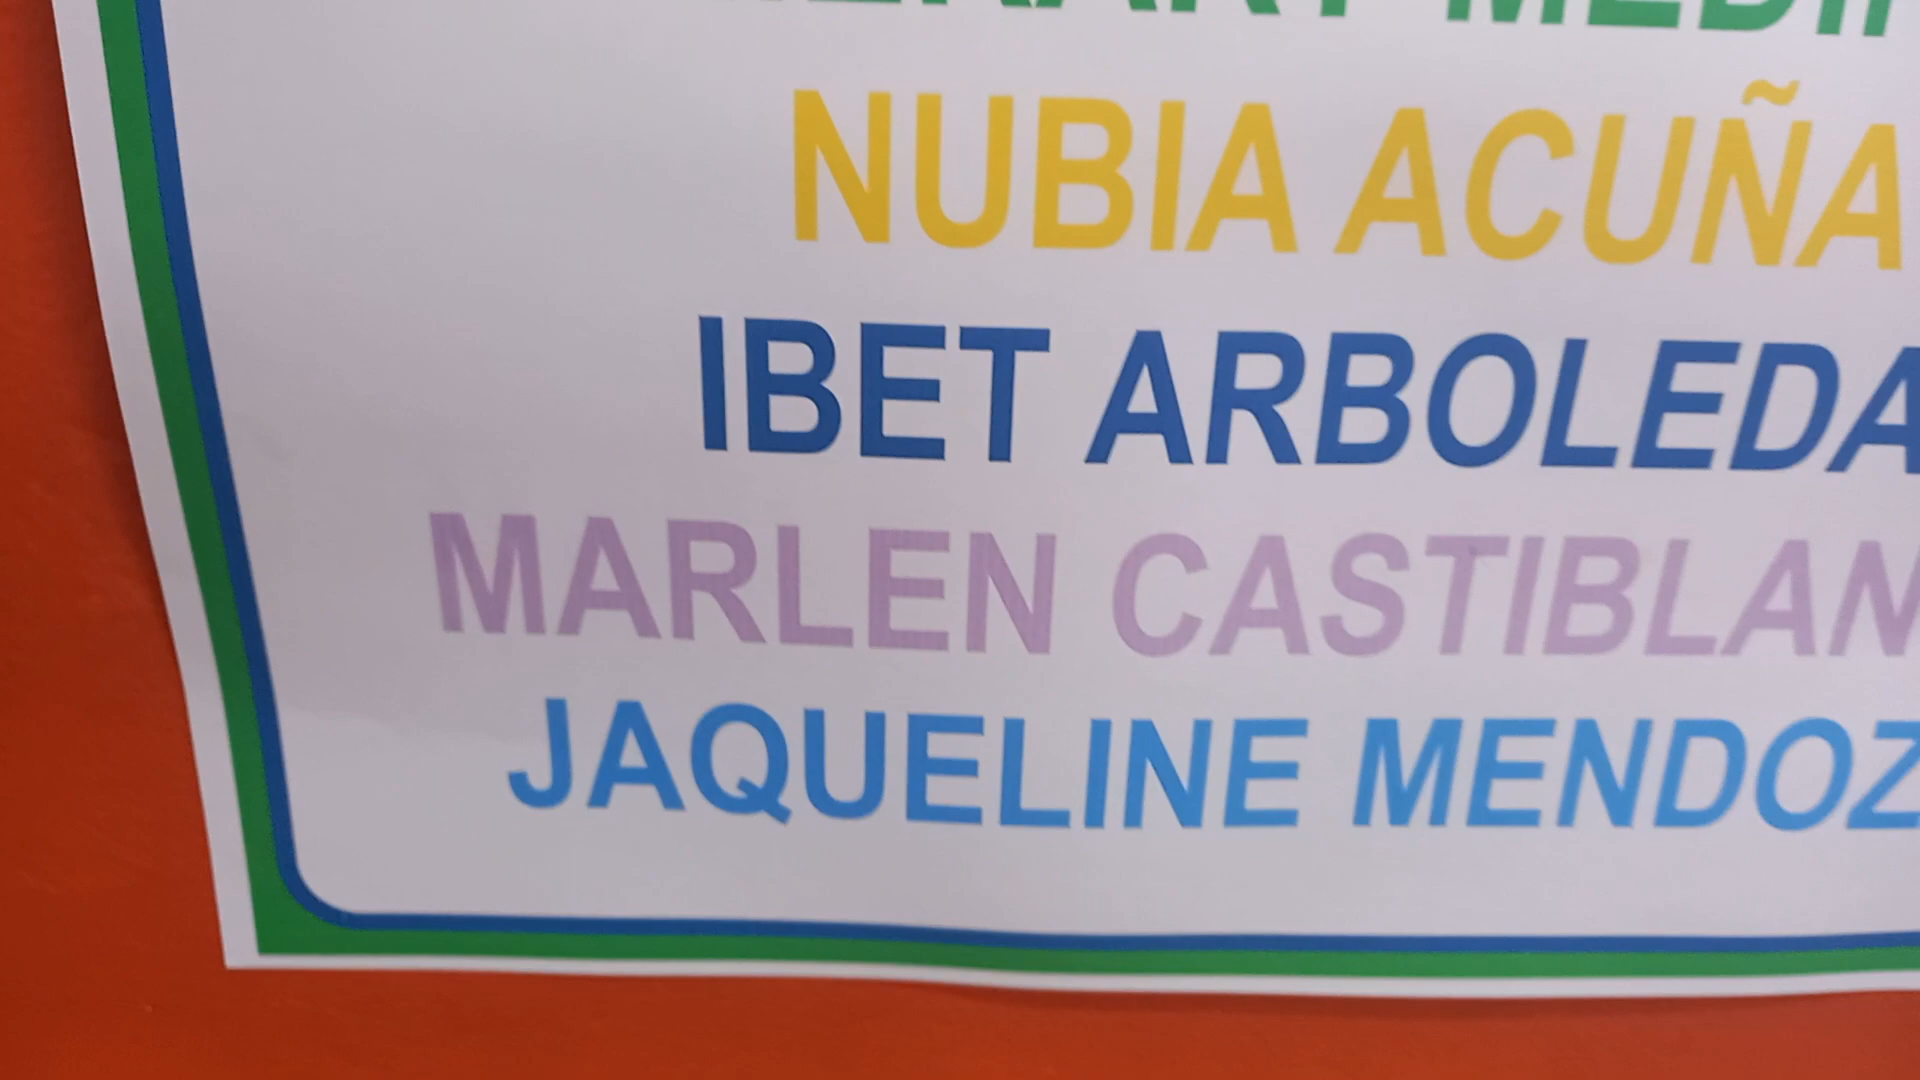 NUBIA ACUÑA
IBET ARBOLEDA
MARLEN CASTIBLAN
JAQUELINE MENDOZ